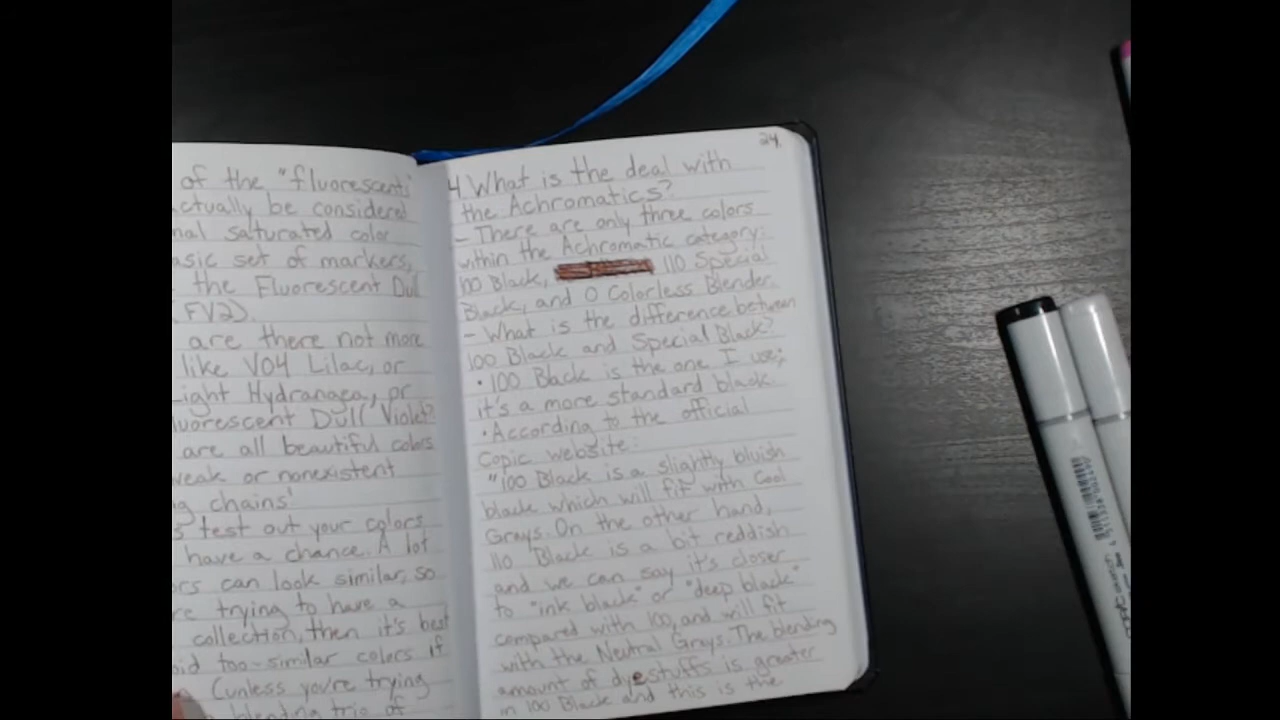 of the "fluorescents"
actually be considered
nal saturated color
asic set of markers,
the Fluorescent Dull
FV2).
are there not more
like V04 Lilac, or
Light Hydrangea, or
luorescent Dull Violet?
are all beautiful colors
weak or nonexistent
g chains'
s test out your colors
have a chance. A lot
ors can look similar, so
re trying to have a
collection, then it's best
oid too-similar colors if
(unless you're trying
blending trio of
24.
4 What is the deal with
the Achromatics?
- There are only three colors
within the Achromatic category:
100 Black, 110 Special
Black, and 0 Colorless Blender.
- What is the difference between
100 Black and Special Black?
• 100 Black is the one I use;
it's a more standard black.
• According to the official
Copic website:
"100 Black is a slightly bluish
black which will fit with Cool
Grays. On the other hand,
110 Black is a bit reddish
and we can say it's closer
to "ink black" or "deep black"
compared with 100, and will fit
with the Neutral Grays. The blending
amount of dyestuffs is greater
in 100 Black and this is the
copic